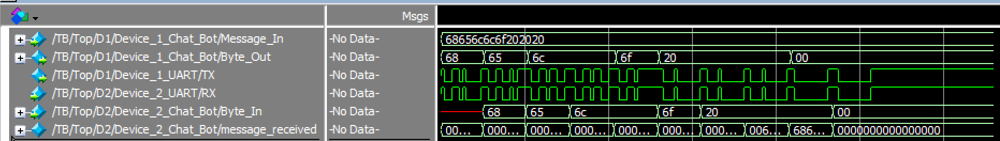 Msgs
/TB/Top/D1/Device_1_Chat_Bot/Message_In -No Data- 68656c6c6f202020
/TB/Top/D1/Device_1_Chat_Bot/Byte_Out -No Data- 68 65 6c 6f 20 00
/TB/Top/D1/Device_1_UART/TX -No Data-
/TB/Top/D2/Device_2_UART/RX -No Data-
/TB/Top/D2/Device_2_Chat_Bot/Byte_In -No Data- 68 65 6c 6f 20 00
/TB/Top/D2/Device_2_Chat_Bot/message_received -No Data- 00... 000... 000... 000... 000... 000... 000... 006... 686... 0000000000000000